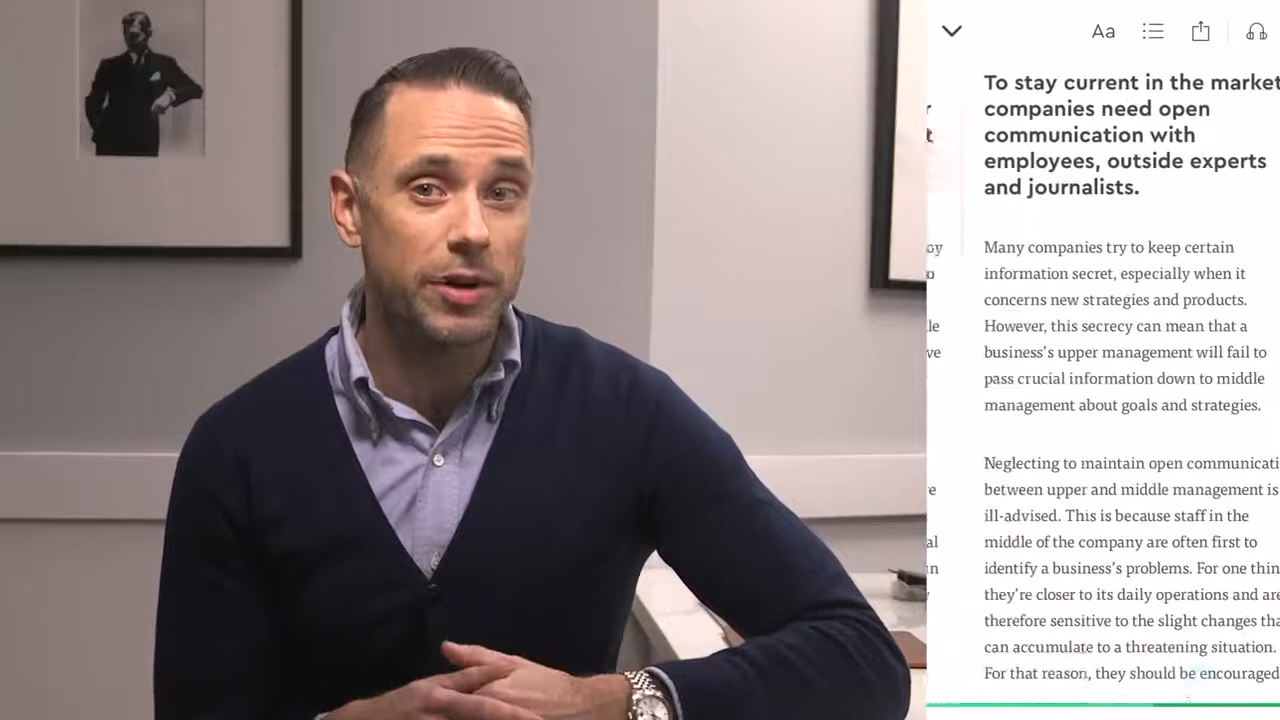 Aa
To stay current in the market
companies need open
communication with
employees, outside experts
and journalists.
Many companies try to keep certain
information secret, especially when it
concerns new strategies and products.
However, this secrecy can mean that a
business's upper management will fail to
pass crucial information down to middle
management about goals and strategies.
Neglecting to maintain open communicati
between upper and middle management is
ill-advised. This is because staff in the
middle of the company are often first to
identify a business's problems. For one thin
they're closer to its daily operations and are
therefore sensitive to the slight changes tha
can accumulate to a threatening situation.
For that reason, they should be encouraged